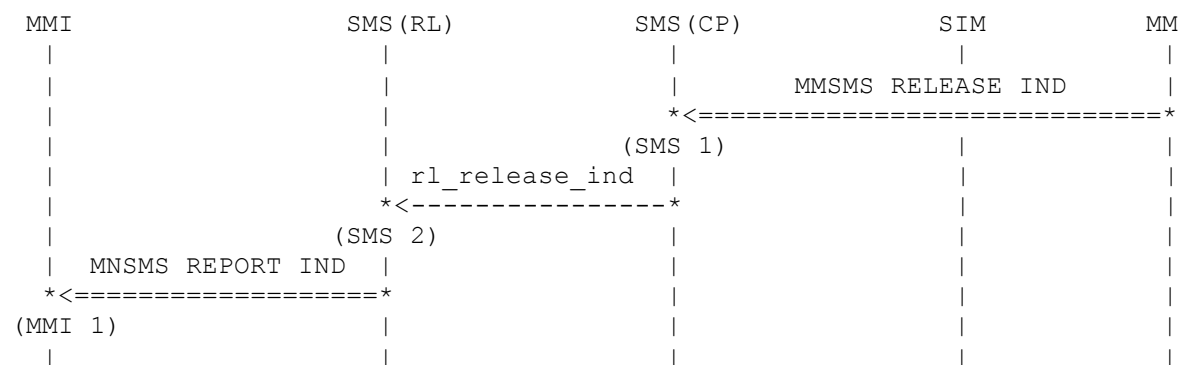 MMI SMS(RL) SMS(CP) SIM MM
MMSMS RELEASE IND
(SMS 1)
rl_release_ind
(SMS 2)
MNSMS REPORT IND
(MMI 1)